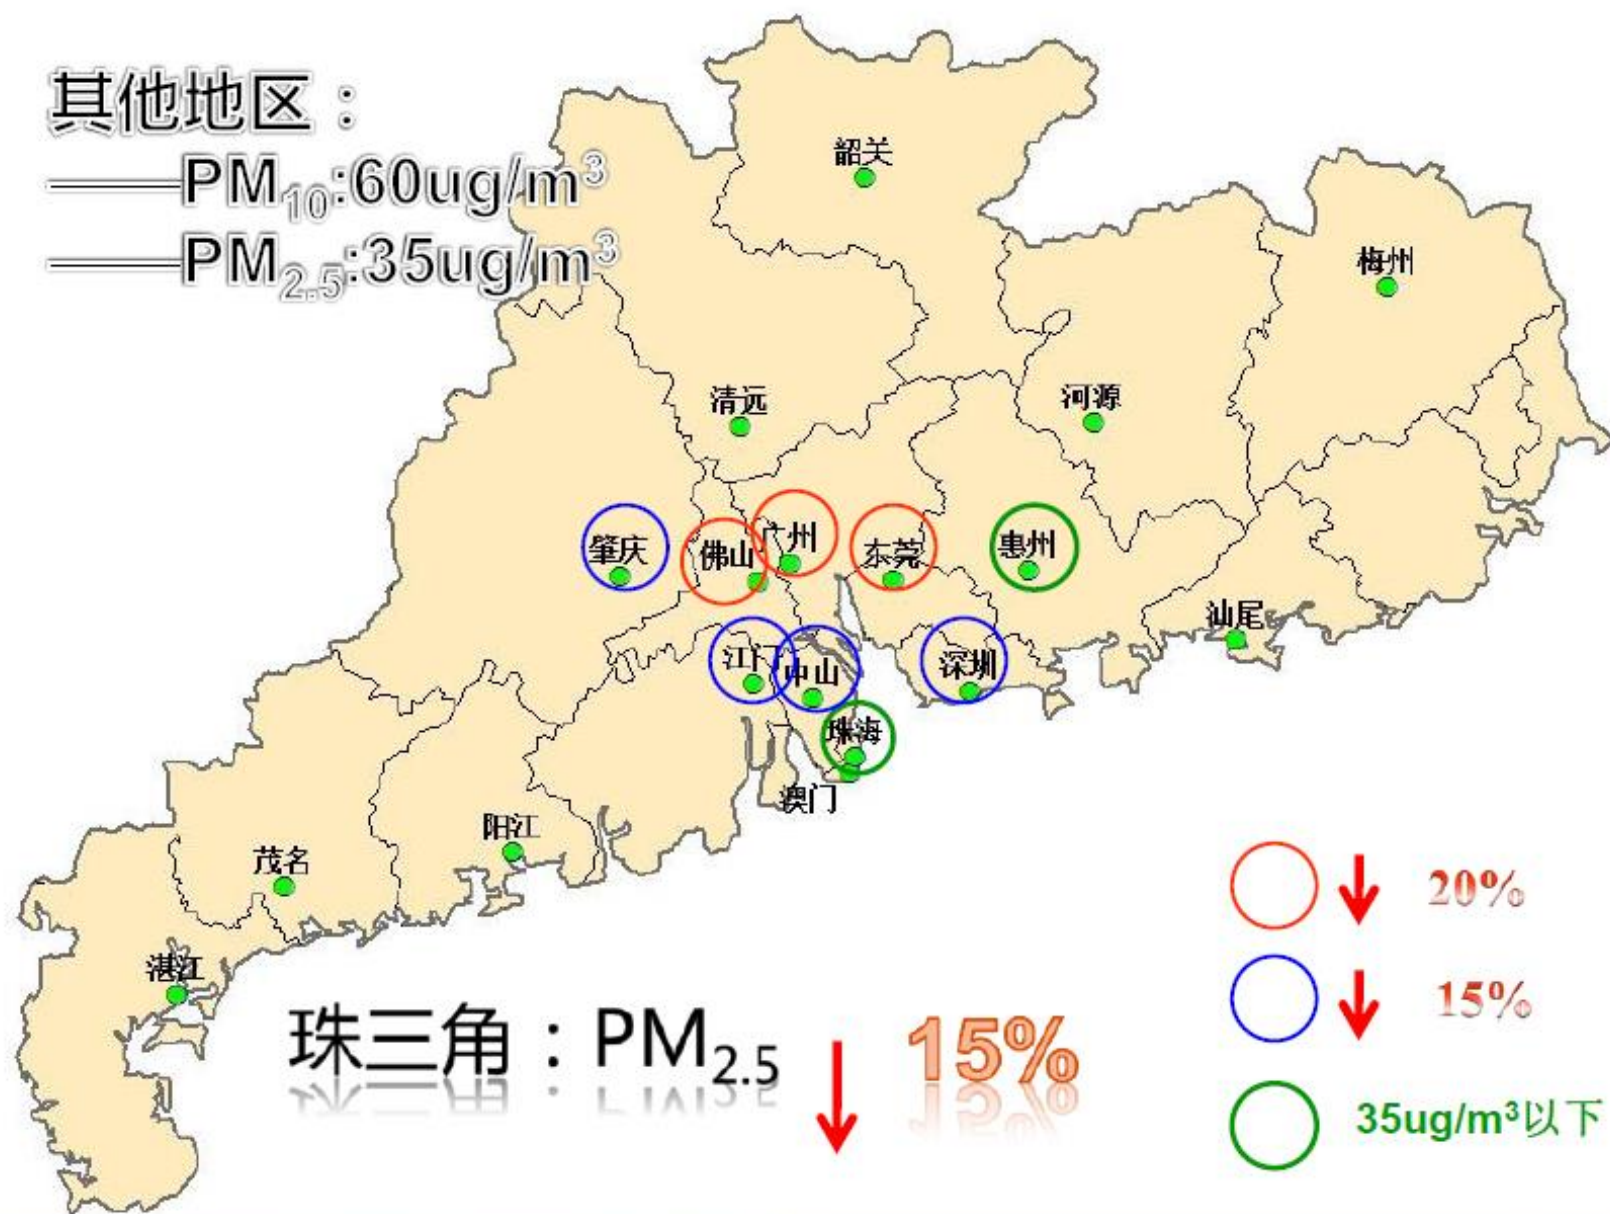 其他地区：
——PM10:60ug/m³
——PM2.5:35ug/m³
韶关
梅州
清远
河源
肇庆
佛山
广州
东莞
惠州
汕尾
江门
中山
深圳
珠海
澳门
阳江
茂名
湛江
20%
15%
35ug/m³以下
珠三角：PM2.5 15%